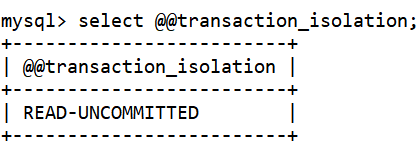 mysql> select @@transaction_isolation;
+-------------------------+
| @@transaction_isolation |
+-------------------------+
| READ-UNCOMMITTED        |
+-------------------------+